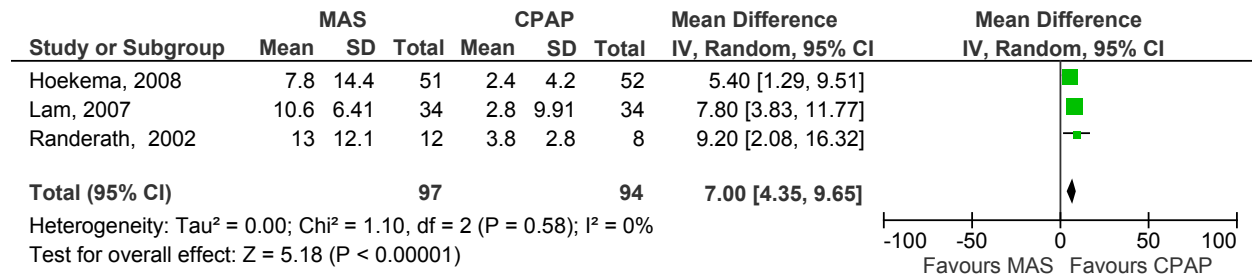 MAS CPAP Mean Difference Mean Difference
Study or Subgroup Mean SD Total Mean SD Total IV, Random, 95% CI IV, Random, 95% CI
Hoekema, 2008 7.8 14.4 51 2.4 4.2 52 5.40 [1.29, 9.51]
Lam, 2007 10.6 6.41 34 2.8 9.91 34 7.80 [3.83, 11.77]
Randerath, 2002 13 12.1 12 3.8 2.8 8 9.20 [2.08, 16.32]
Total (95% CI) 97 94 7.00 [4.35, 9.65]
Heterogeneity: Tau² = 0.00; Chi² = 1.10, df = 2 (P = 0.58); I² = 0%
Test for overall effect: Z = 5.18 (P < 0.00001)
-100 -50 0 50 100
Favours MAS Favours CPAP